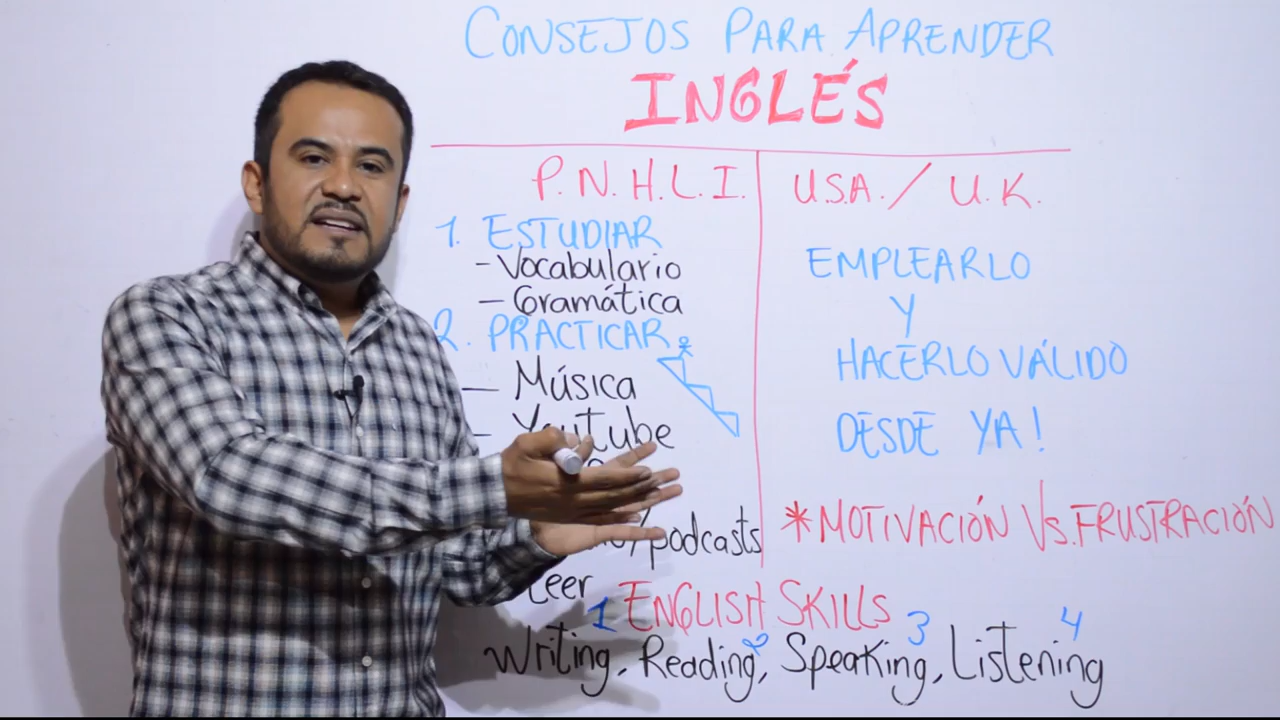 CONSEJOS PARA APRENDER
INGLÉS
P.N.H.L.I.
1. ESTUDIAR
- Vocabulario
- Gramática
2. PRACTICAR
- Música
- YouTube
/podcasts
Leer
U.S.A. / U.K.
EMPLEARLO
Y
HACERLO VÁLIDO
DESDE YA!
* MOTIVACIÓN Vs. FRUSTRACIÓN
ENGLISH SKILLS
1 2 3 4
Writing, Reading, Speaking, Listening